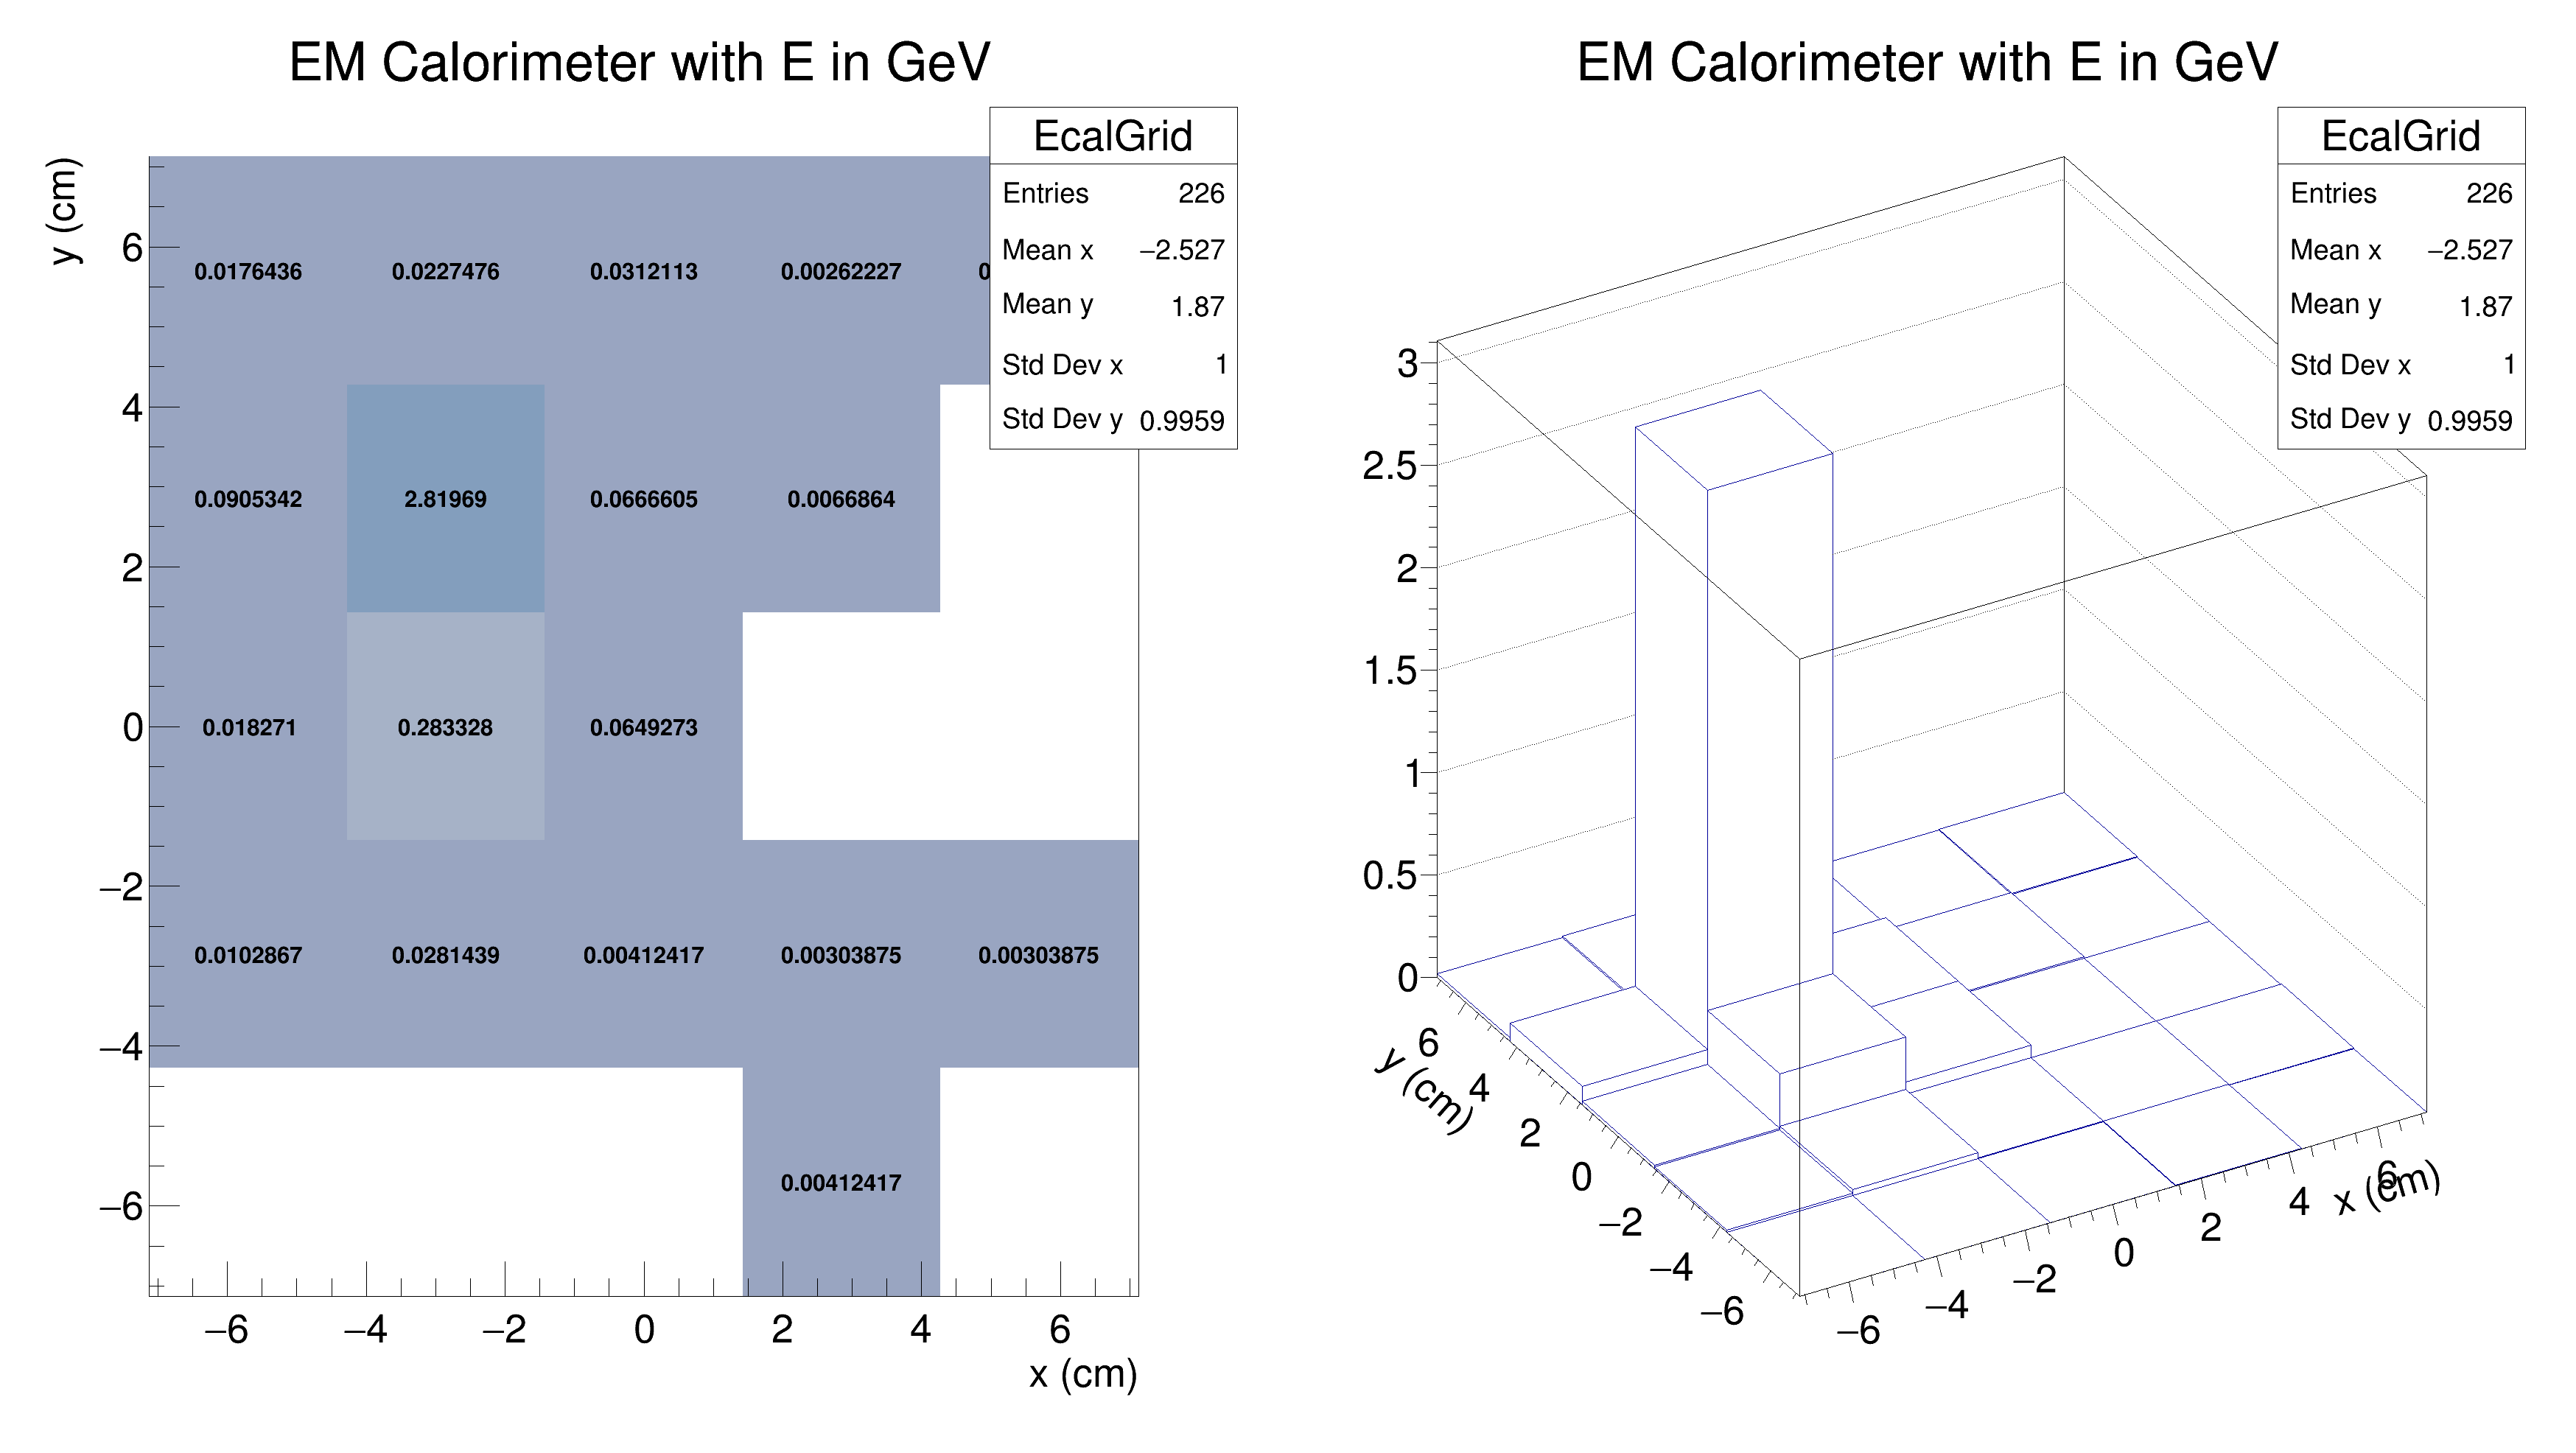 EM Calorimeter with E in GeV
EcalGrid
Entries 226
Mean x −2.527
Mean y 1.87
Std Dev x 1
Std Dev y 0.9959
y (cm)
6
4
2
0
−2
−4
−6
0.0176436 0.0227476 0.0312113 0.00262227 0
0.0905342 2.81969 0.0666605 0.0066864
0.018271 0.283328 0.0649273
0.0102867 0.0281439 0.00412417 0.00303875 0.00303875
0.00412417
−6 −4 −2 0 2 4 6
x (cm)
EM Calorimeter with E in GeV
EcalGrid
Entries 226
Mean x −2.527
Mean y 1.87
Std Dev x 1
Std Dev y 0.9959
3
2.5
2
1.5
1
0.5
0
y (cm)
6
4
2
0
−2
−4
−6
−6 −4 −2 0 2 4 6
x (cm)